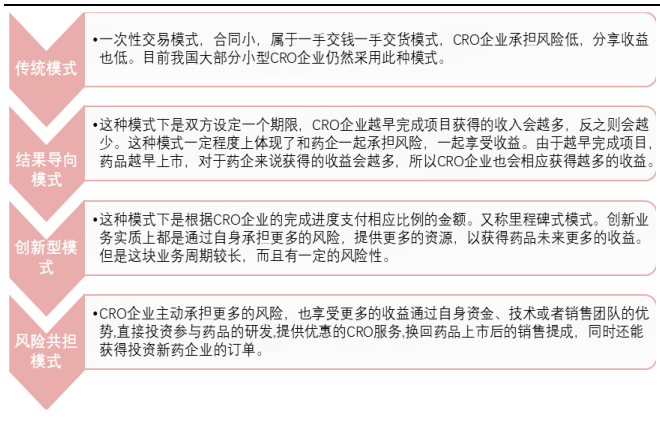 传统模式
•一次性交易模式，合同小，属于一手交钱一手交货模式，CRO企业承担风险低，分享收益
也低。目前我国大部分小型CRO企业仍然采用此种模式。
结果导向
模式
•这种模式下是双方设定一个期限，CRO企业越早完成项目获得的收入会越多，反之则会越
少。这种模式一定程度上体现了和药企一起承担风险，一起享受收益。由于越早完成项目，
药品越早上市，对于药企来说获得的收益会越多，所以CRO企业也会相应获得越多的收益。
创新型模
式
•这种模式下是根据CRO企业的完成进度支付相应比例的金额。又称里程碑式模式。创新业
务实质上都是通过自身承担更多的风险，提供更多的资源，以获得药品未来更多的收益。
但是这块业务周期较长，而且有一定的风险性。
风险共担
模式
•CRO企业主动承担更多的风险，也享受更多的收益通过自身资金、技术或者销售团队的优
势,直接投资参与药品的研发,提供优惠的CRO服务,换回药品上市后的销售提成，同时还能
获得投资新药企业的订单。